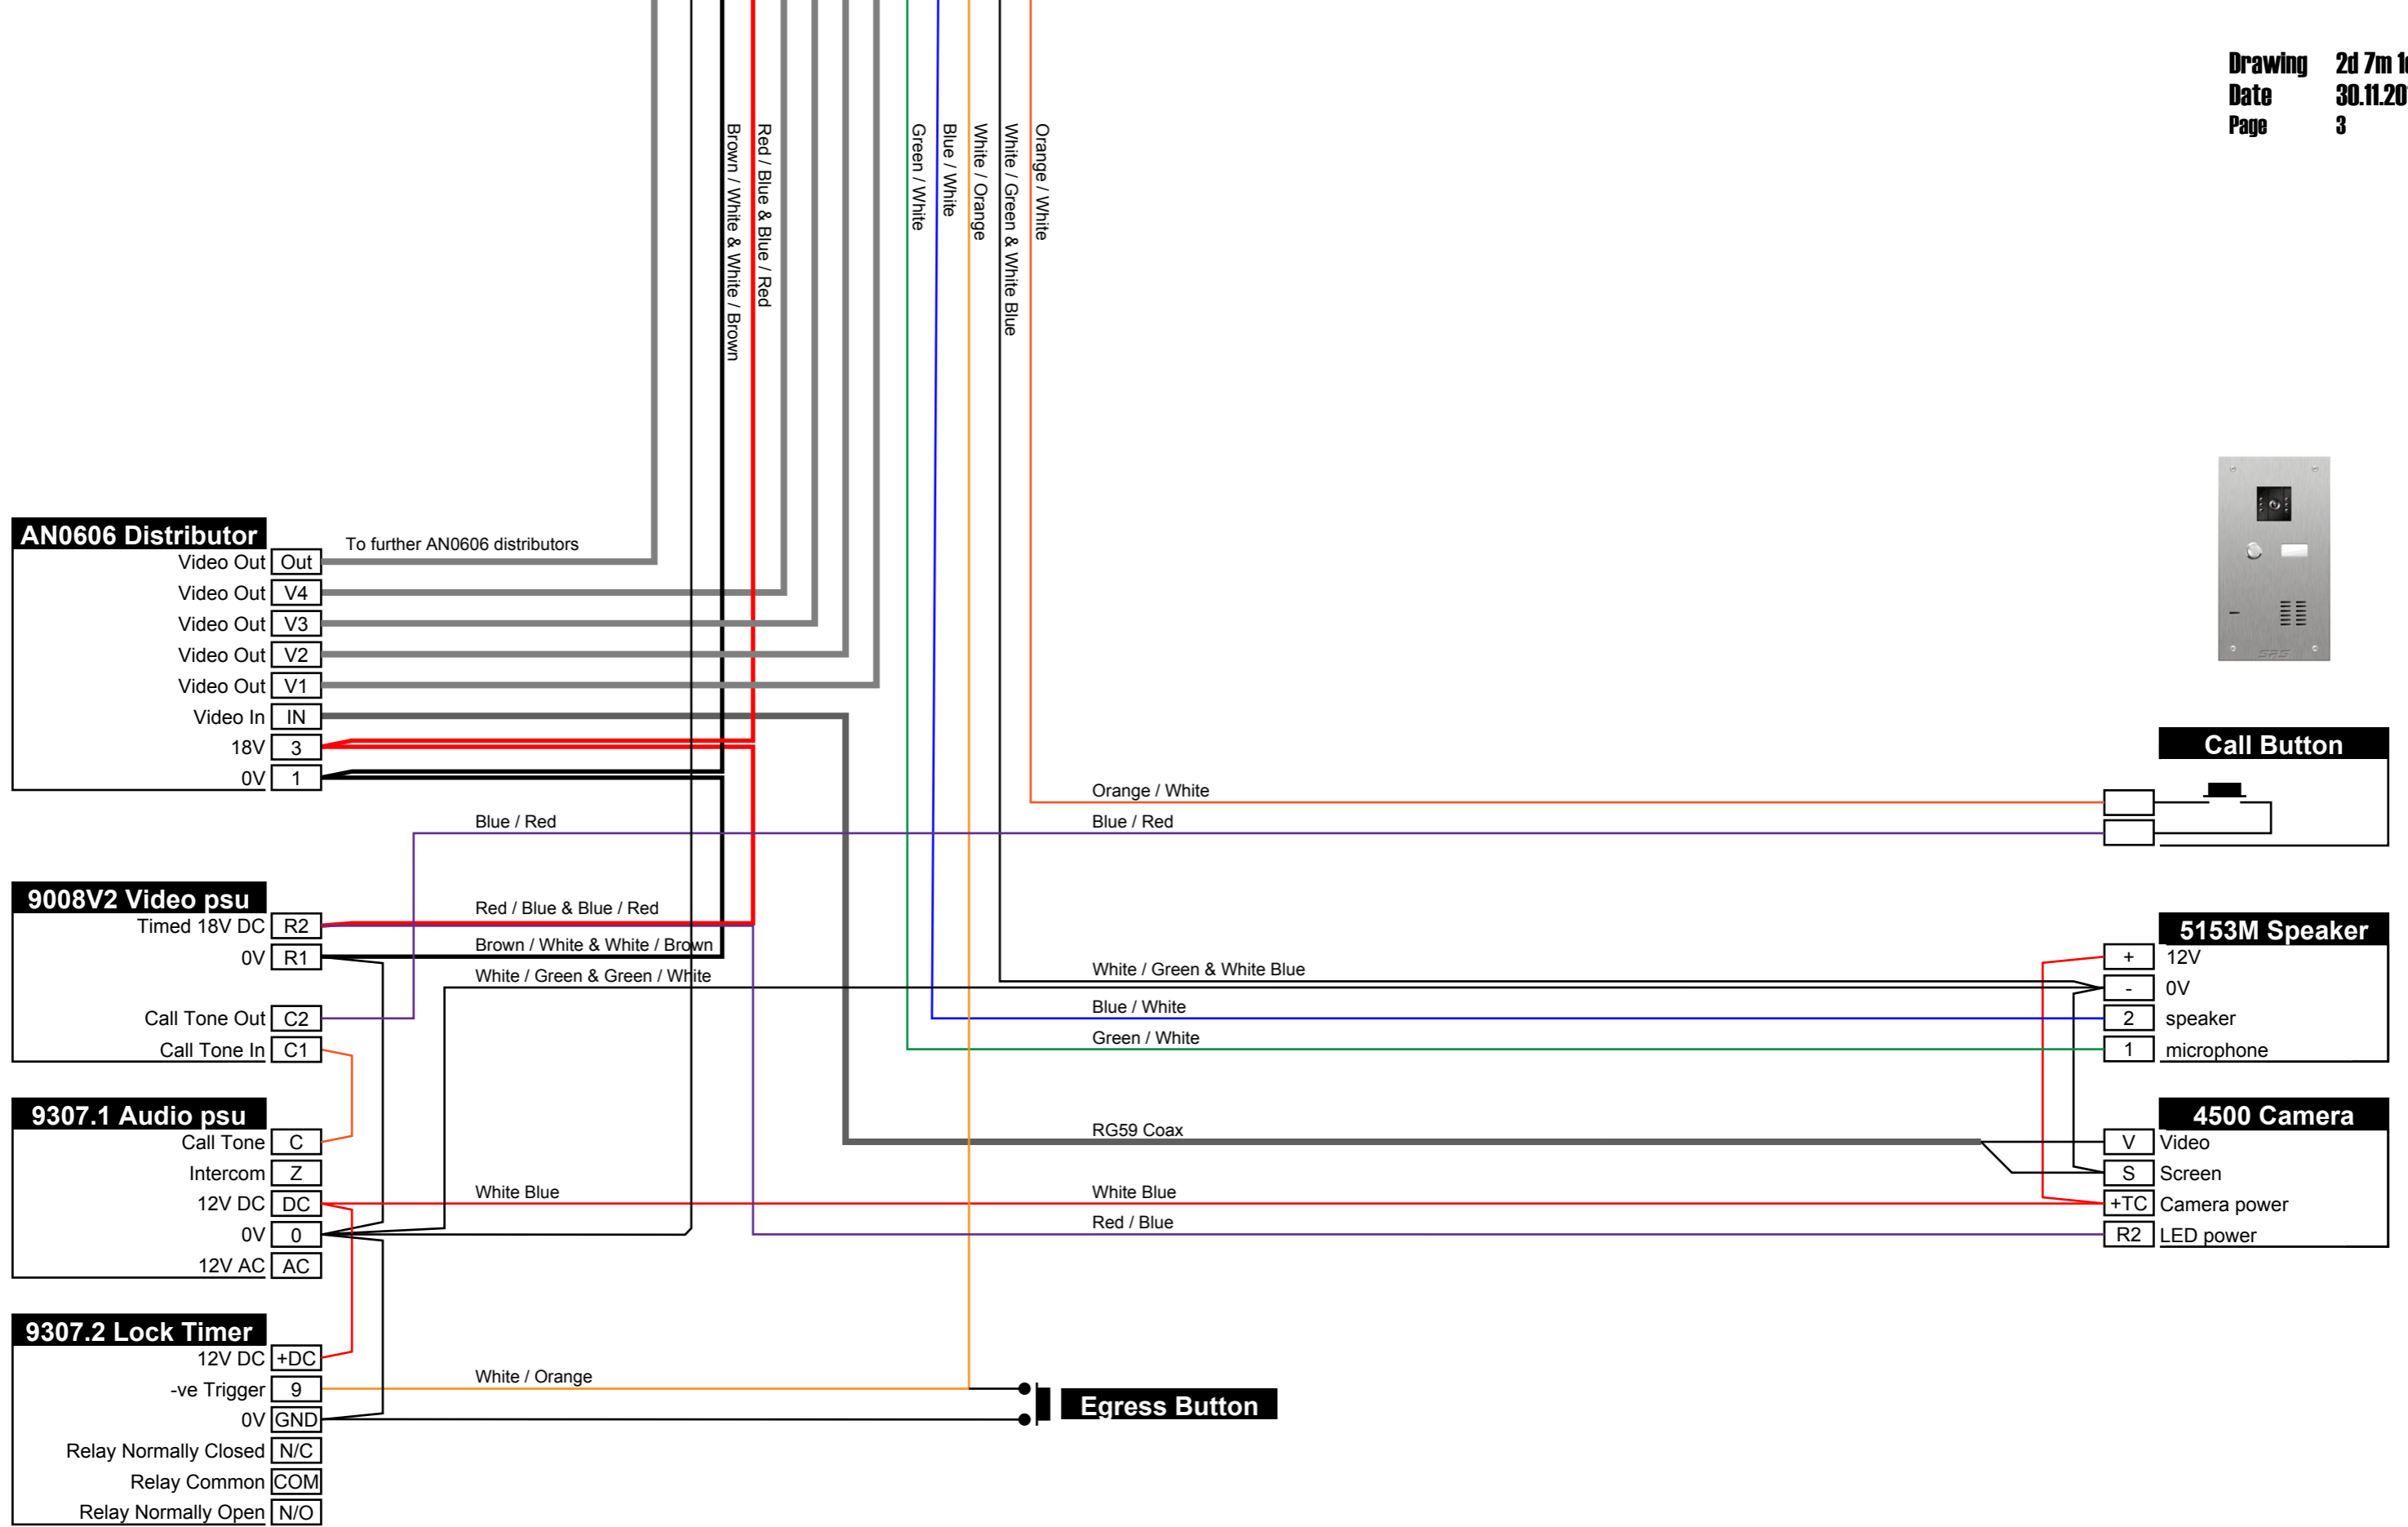 Drawing 2d 7m 1
Date 30.11.20
Page 3
Brown / White & White / Brown
Red / Blue & Blue / Red
Green / White
Blue / White
White / Orange
White / Green & White Blue
Orange / White
AN0606 Distributor
To further AN0606 distributors
Video Out Out
Video Out V4
Video Out V3
Video Out V2
Video Out V1
Video In IN
18V 3
0V 1
Call Button
Orange / White
Blue / Red
Blue / Red
9008V2 Video psu
Timed 18V DC R2
0V R1
Call Tone Out C2
Call Tone In C1
Red / Blue & Blue / Red
Brown / White & White / Brown
White / Green & Green / White
White / Green & White Blue
Blue / White
Green / White
5153M Speaker
+ 12V
- 0V
2 speaker
1 microphone
9307.1 Audio psu
Call Tone C
Intercom Z
12V DC DC
0V 0
12V AC AC
RG59 Coax
White Blue
White Blue
Red / Blue
4500 Camera
V Video
S Screen
+TC Camera power
R2 LED power
9307.2 Lock Timer
12V DC +DC
-ve Trigger 9
0V GND
Relay Normally Closed N/C
Relay Common COM
Relay Normally Open N/O
White / Orange
Egress Button
SRS